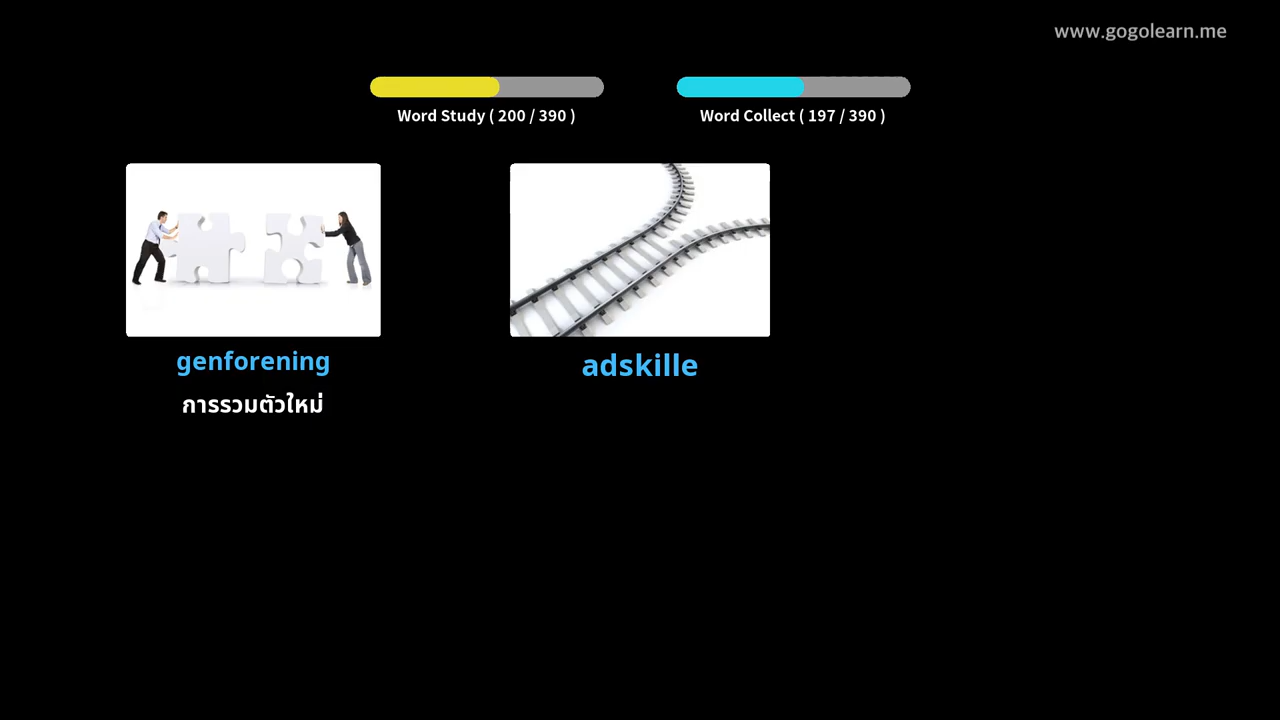 www.gogolearn.me
Word Study ( 200 / 390 )
Word Collect ( 197 / 390 )
genforening
adskille
การรวมตัวใหม่